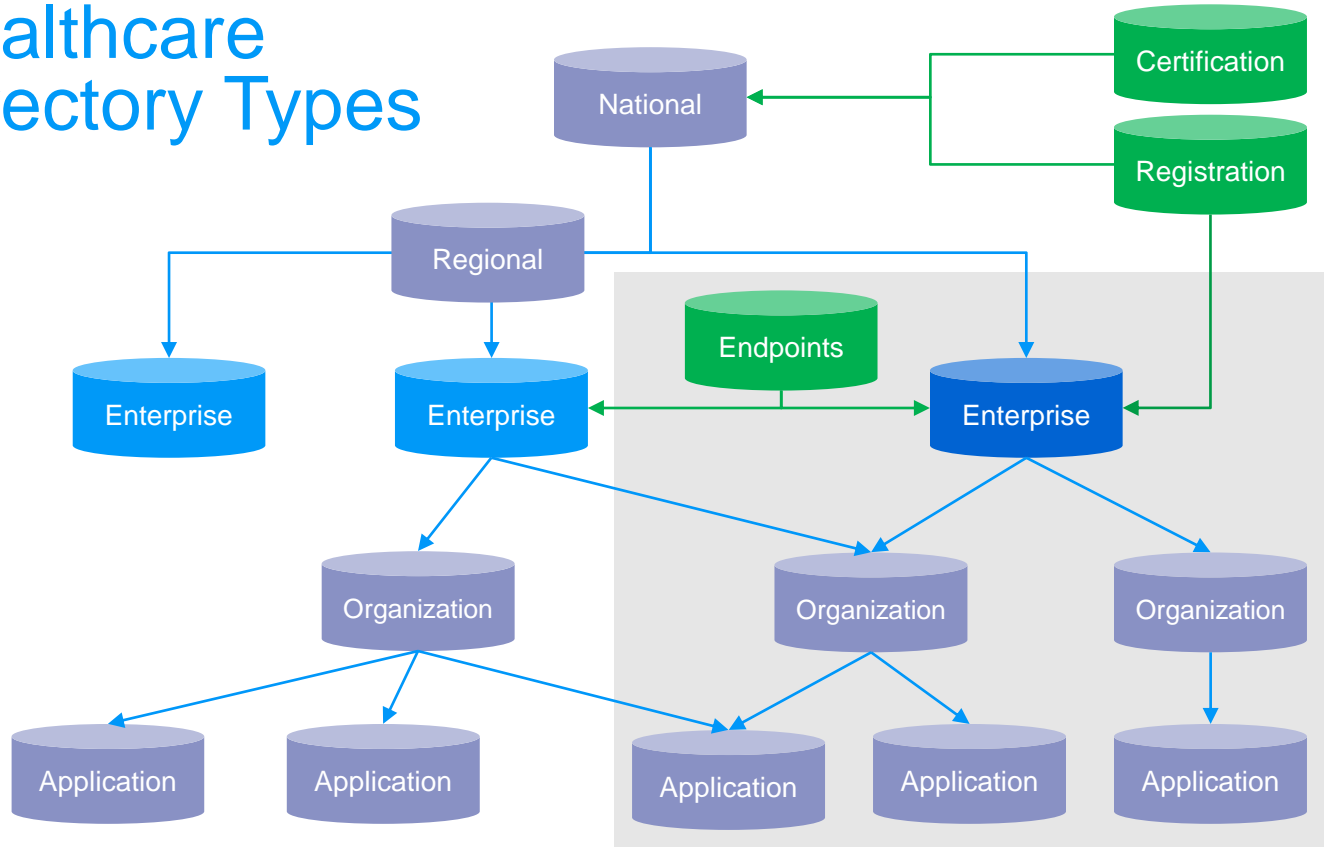 althcare
ectory Types
Certification
National
Registration
Regional
Endpoints
Enterprise
Enterprise
Enterprise
Organization
Organization
Organization
Application
Application
Application
Application
Application